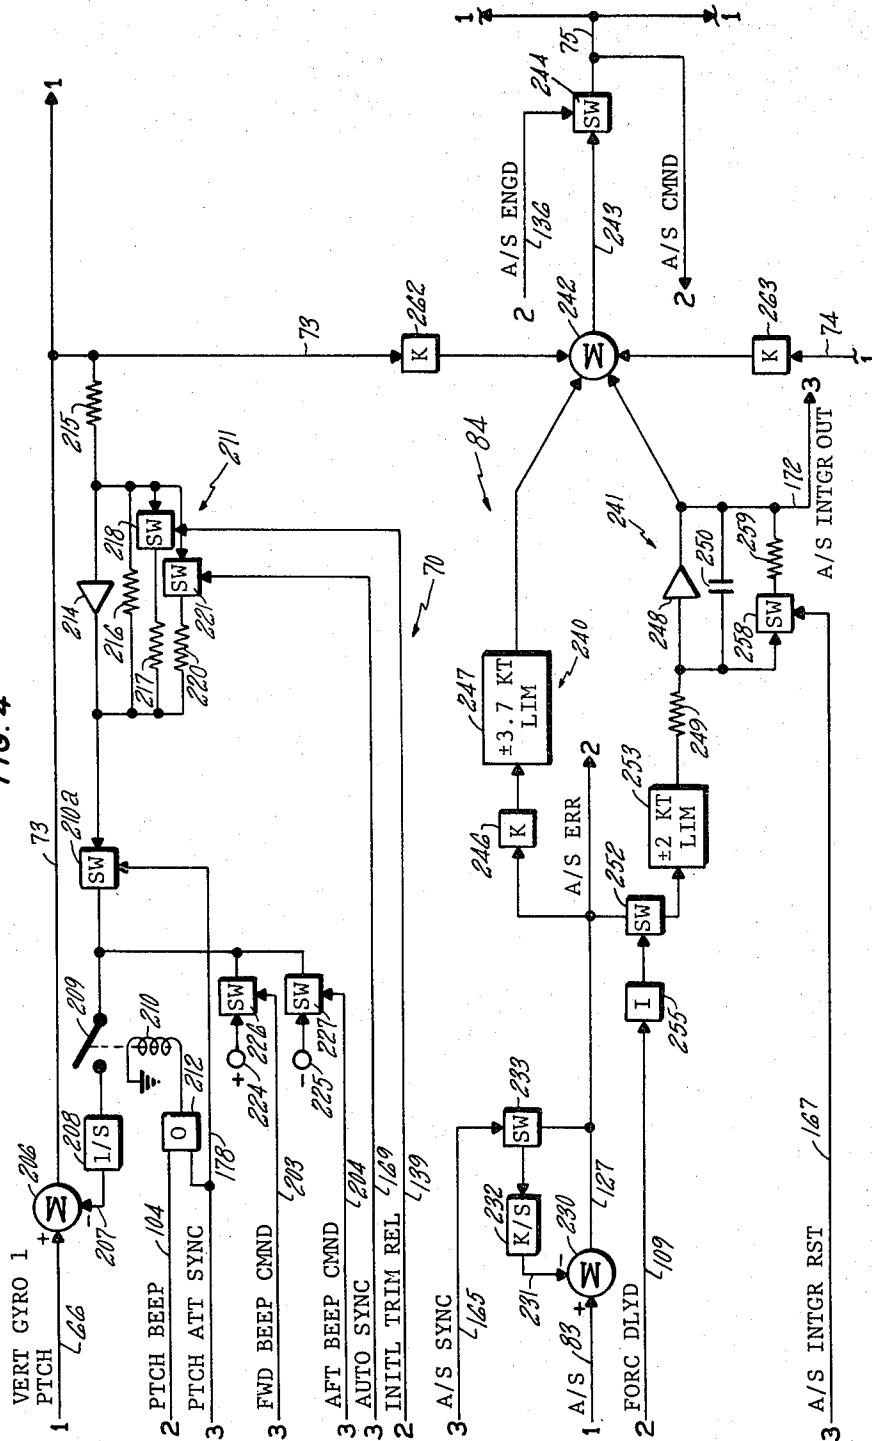 FIG. 4
VERT GYRO 1
PTCH
1
66
206
M
+
-
207
208
1/S
209
210
212
O
73
1
PTCH BEEP
2
104
PTCH ATT SYNC
3
178
210a
SW
214
215
216
217
218
SW
220
221
SW
211
70
FWD BEEP CMND
3
203
224
+
226
SW
AFT BEEP CMND
3
204
225
-
227
SW
AUTO SYNC
3
169
INITL TRIM REL
2
139
73
K
262
A/S SYNC
3
165
233
SW
232
K/S
231
-
230
M
+
A/S
1
83
127
A/S ERR
2
246
K
247
±3.7 KT
LIM
240
84
242
M
243
A/S ENGD
2
136
244
SW
75
1
1
A/S CMND
2
FORC DLYD
2
109
255
I
252
SW
253
±2 KT
LIM
249
248
241
250
258
SW
259
172
A/S INTGR OUT
3
K
263
74
1
A/S INTGR RST
3
167